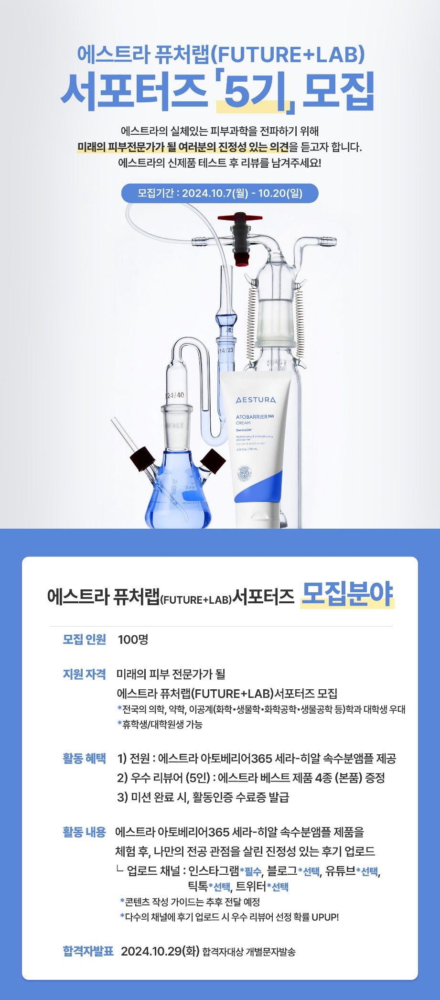 에스트라 퓨처랩(FUTURE+LAB)
서포터즈 「5기」 모집
에스트라의 실체있는 피부과학을 전파하기 위해
미래의 피부전문가가 될 여러분의 진정성 있는 의견을 듣고자 합니다.
에스트라의 신제품 테스트 후 리뷰를 남겨주세요!
모집기간 : 2024.10.7(월) - 10.20(일)
14/23
24/40
AESTURA
ATOBARRIER365
CREAM
DermaON®
Moisturizing & strengthening
skin barrier
For dry & sensitive skin
2.70 fl.oz. / 80 mL
에스트라 퓨처랩(FUTURE+LAB)서포터즈 모집분야
모집 인원 100명
지원 자격 미래의 피부 전문가가 될
에스트라 퓨처랩(FUTURE+LAB)서포터즈 모집
*전국의 의학, 약학, 이공계(화학•생물학•화학공학•생물공학 등)학과 대학생 우대
*휴학생/대학원생 가능
활동 혜택 1) 전원 : 에스트라 아토베리어365 세라-히알 속수분앰플 제공
2) 우수 리뷰어 (5인) : 에스트라 베스트 제품 4종 (본품) 증정
3) 미션 완료 시, 활동인증 수료증 발급
활동 내용 에스트라 아토베리어365 세라-히알 속수분앰플 제품을
체험 후, 나만의 전공 관점을 살린 진정성 있는 후기 업로드
└ 업로드 채널 : 인스타그램*필수, 블로그*선택, 유튜브*선택,
틱톡*선택, 트위터*선택
*콘텐츠 작성 가이드는 추후 전달 예정
*다수의 채널에 후기 업로드 시 우수 리뷰어 선정 확률 UPUP!
합격자발표 2024.10.29(화) 합격자대상 개별문자발송